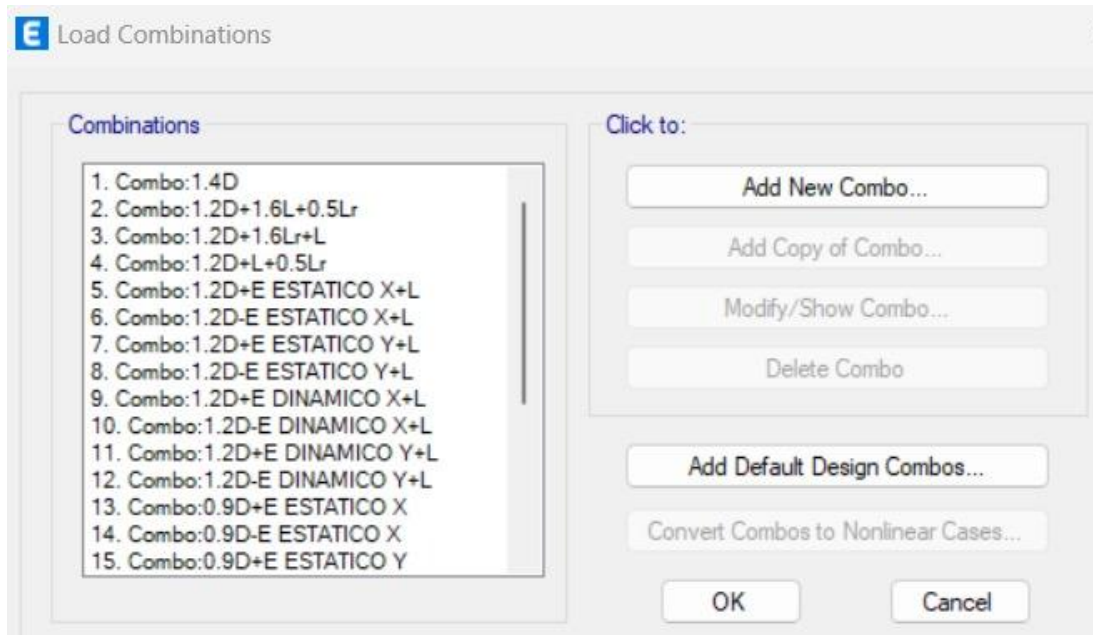 E Load Combinations
Combinations
1. Combo:1.4D
2. Combo:1.2D+1.6L+0.5Lr
3. Combo:1.2D+1.6Lr+L
4. Combo:1.2D+L+0.5Lr
5. Combo:1.2D+E ESTATICO X+L
6. Combo:1.2D-E ESTATICO X+L
7. Combo:1.2D+E ESTATICO Y+L
8. Combo:1.2D-E ESTATICO Y+L
9. Combo:1.2D+E DINAMICO X+L
10. Combo:1.2D-E DINAMICO X+L
11. Combo:1.2D+E DINAMICO Y+L
12. Combo:1.2D-E DINAMICO Y+L
13. Combo:0.9D+E ESTATICO X
14. Combo:0.9D-E ESTATICO X
15. Combo:0.9D+E ESTATICO Y
Click to:
Add New Combo...
Add Copy of Combo...
Modify/Show Combo...
Delete Combo
Add Default Design Combos...
Convert Combos to Nonlinear Cases...
OK
Cancel